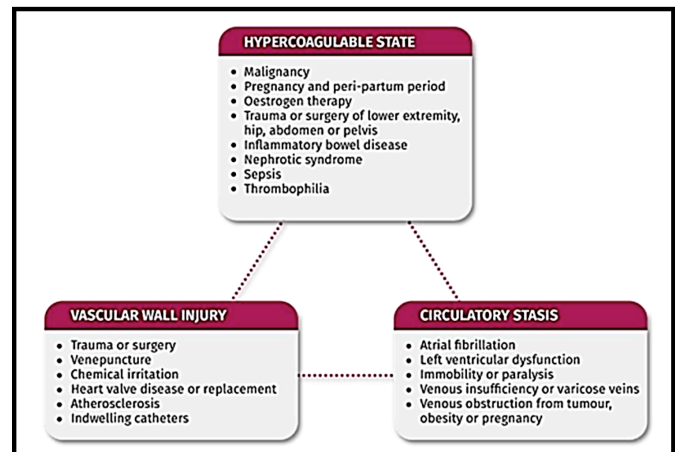 HYPERCOAGULABLE STATE
• Malignancy
• Pregnancy and peri-partum period
• Oestrogen therapy
• Trauma or surgery of lower extremity,
hip, abdomen or pelvis
• Inflammatory bowel disease
• Nephrotic syndrome
• Sepsis
• Thrombophilia
VASCULAR WALL INJURY
• Trauma or surgery
• Venepuncture
• Chemical irritation
• Heart valve disease or replacement
• Atherosclerosis
• Indwelling catheters
CIRCULATORY STASIS
• Atrial fibrillation
• Left ventricular dysfunction
• Immobility or paralysis
• Venous insufficiency or varicose veins
• Venous obstruction from tumour,
obesity or pregnancy